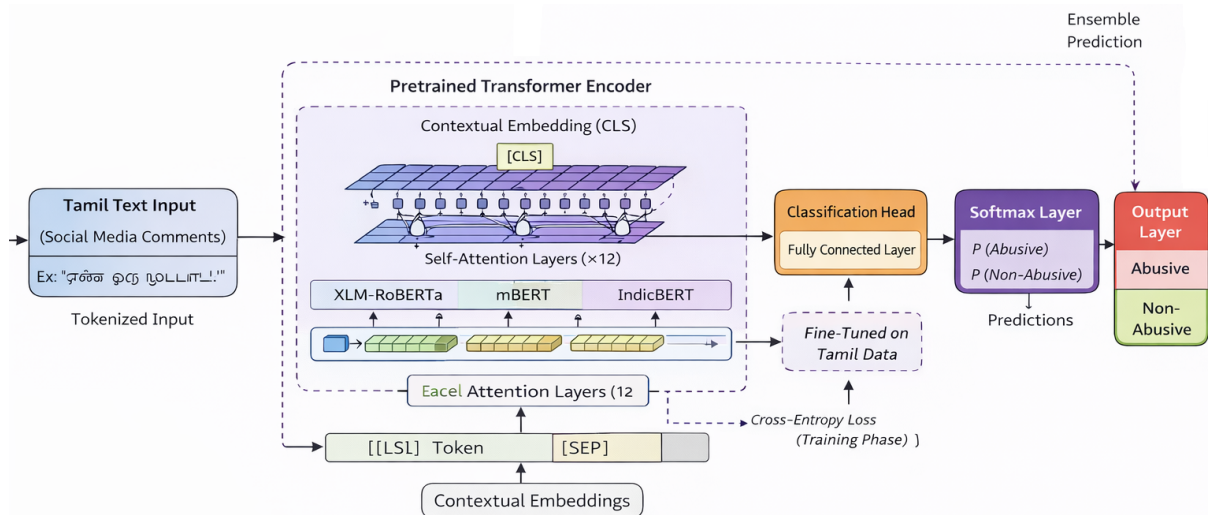 Ensemble
Prediction
Pretrained Transformer Encoder
Contextual Embedding (CLS)
[CLS]
Self-Attention Layers (×12)
XLM-RoBERTa mBERT IndicBERT
Eacel Attention Layers (12
[[LSL] Token [SEP]
Contextual Embeddings
Tamil Text Input
(Social Media Comments)
Ex: "
Tokenized Input
Classification Head
Fully Connected Layer
Fine-Tuned on
Tamil Data
Cross-Entropy Loss
(Training Phase) }
Softmax Layer
P (Abusive)
P (Non-Abusive)
Predictions
Output
Layer
Abusive
Non-
Abusive